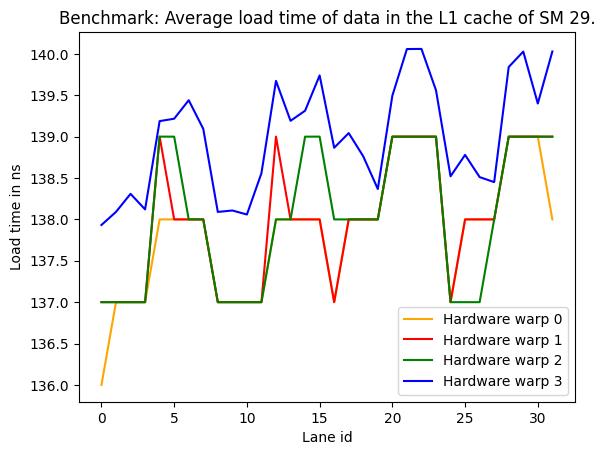 Benchmark: Average load time of data in the L1 cache of SM 29.
Load time in ns
140.0
139.5
139.0
138.5
138.0
137.5
137.0
136.5
136.0
Hardware warp 0
Hardware warp 1
Hardware warp 2
Hardware warp 3
0 5 10 15 20 25 30
Lane id